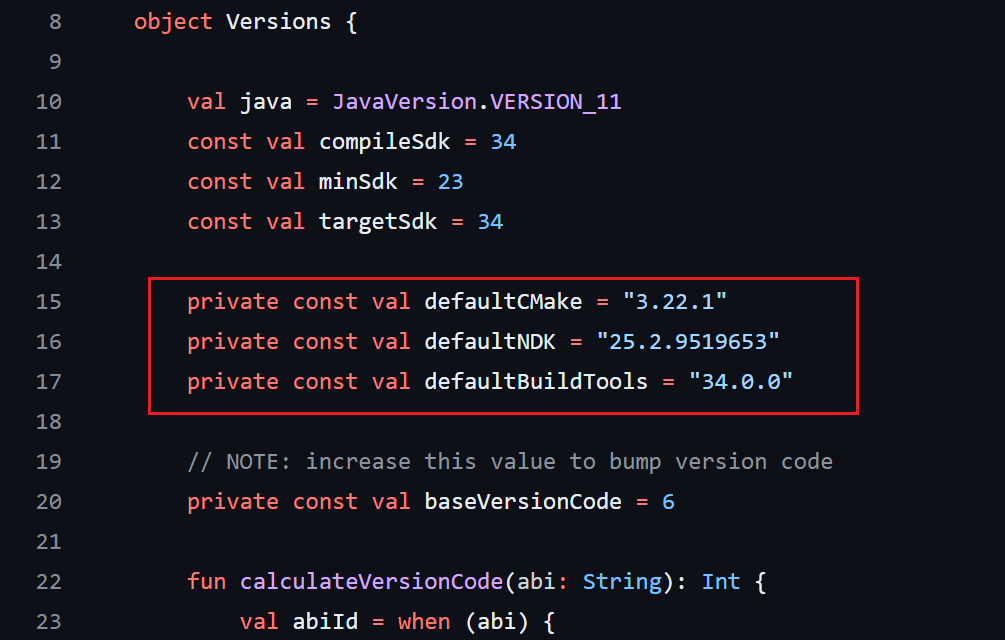 8 object Versions {
9
10 val java = JavaVersion.VERSION_11
11 const val compileSdk = 34
12 const val minSdk = 23
13 const val targetSdk = 34
14
15 private const val defaultCMake = "3.22.1"
16 private const val defaultNDK = "25.2.9519653"
17 private const val defaultBuildTools = "34.0.0"
18
19 // NOTE: increase this value to bump version code
20 private const val baseVersionCode = 6
21
22 fun calculateVersionCode(abi: String): Int {
23 val abiId = when (abi) {